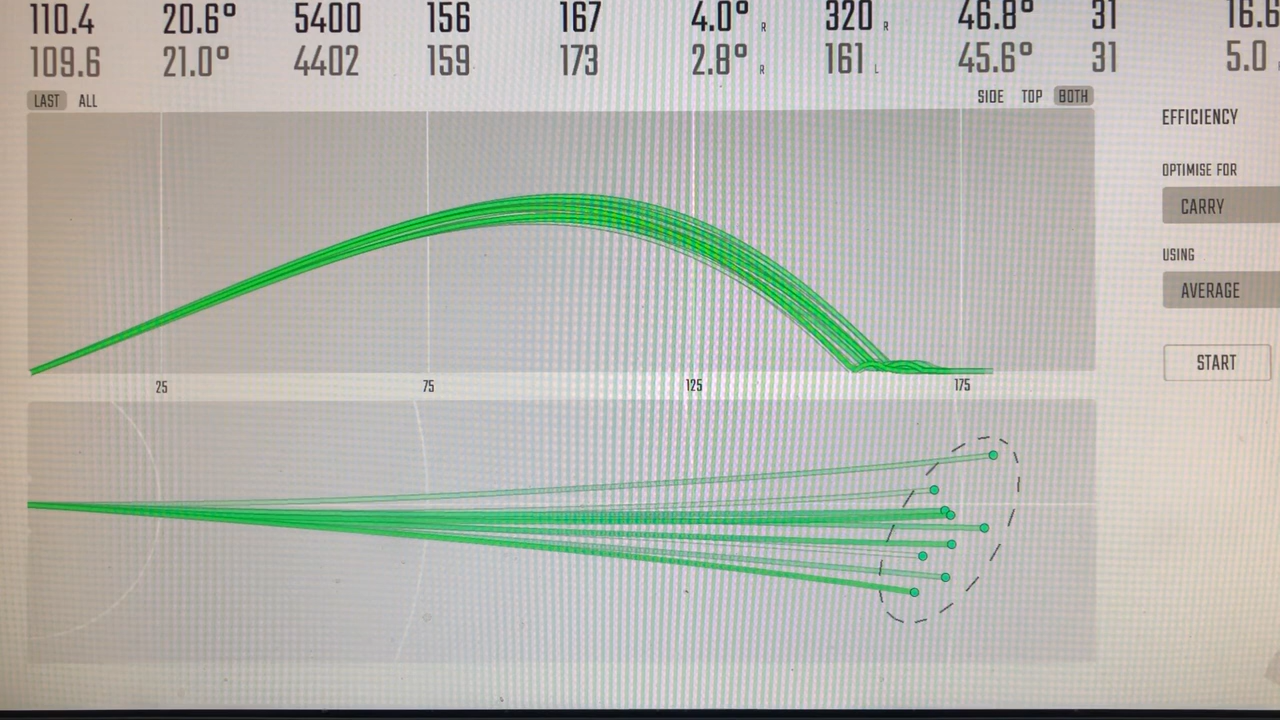 110.4 20.6° 5400 156 167 4.0° R 320 R 46.8° 31 16.6
109.6 21.0° 4402 159 173 2.8° R 161 L 45.6° 31 5.0
LAST ALL SIDE TOP BOTH
EFFICIENCY
OPTIMISE FOR
CARRY
USING
AVERAGE
START
25 75 125 175